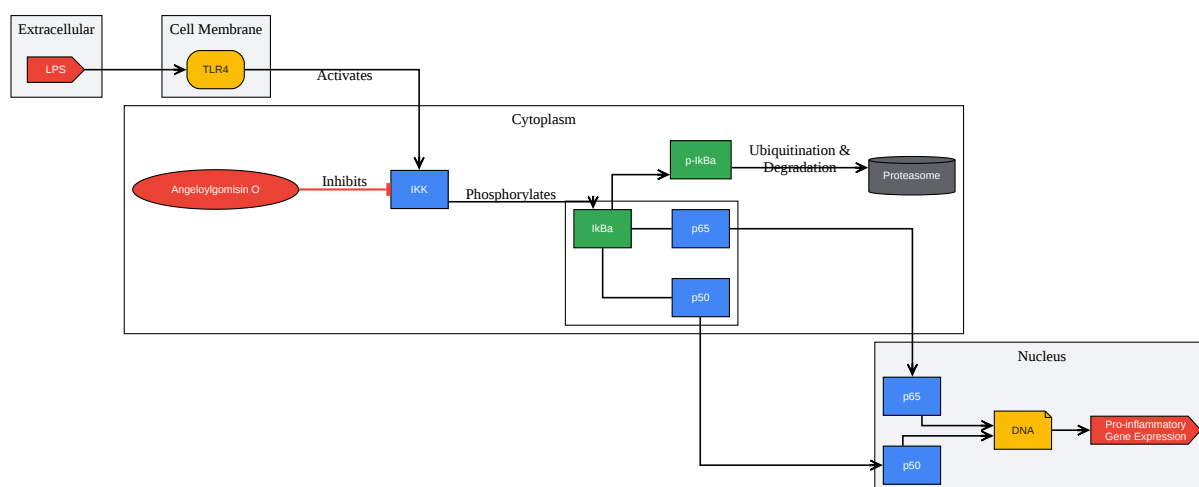 Extracellular
Cell Membrane
LPS
TLR4
Activates
Cytoplasm
Angeloylgomisin O
Inhibits
IKK
Phosphorylates
p-IkBa
Ubiquitination &
Degradation
Proteasome
IkBa
p65
p50
Nucleus
p65
p50
DNA
Pro-inflammatory
Gene Expression